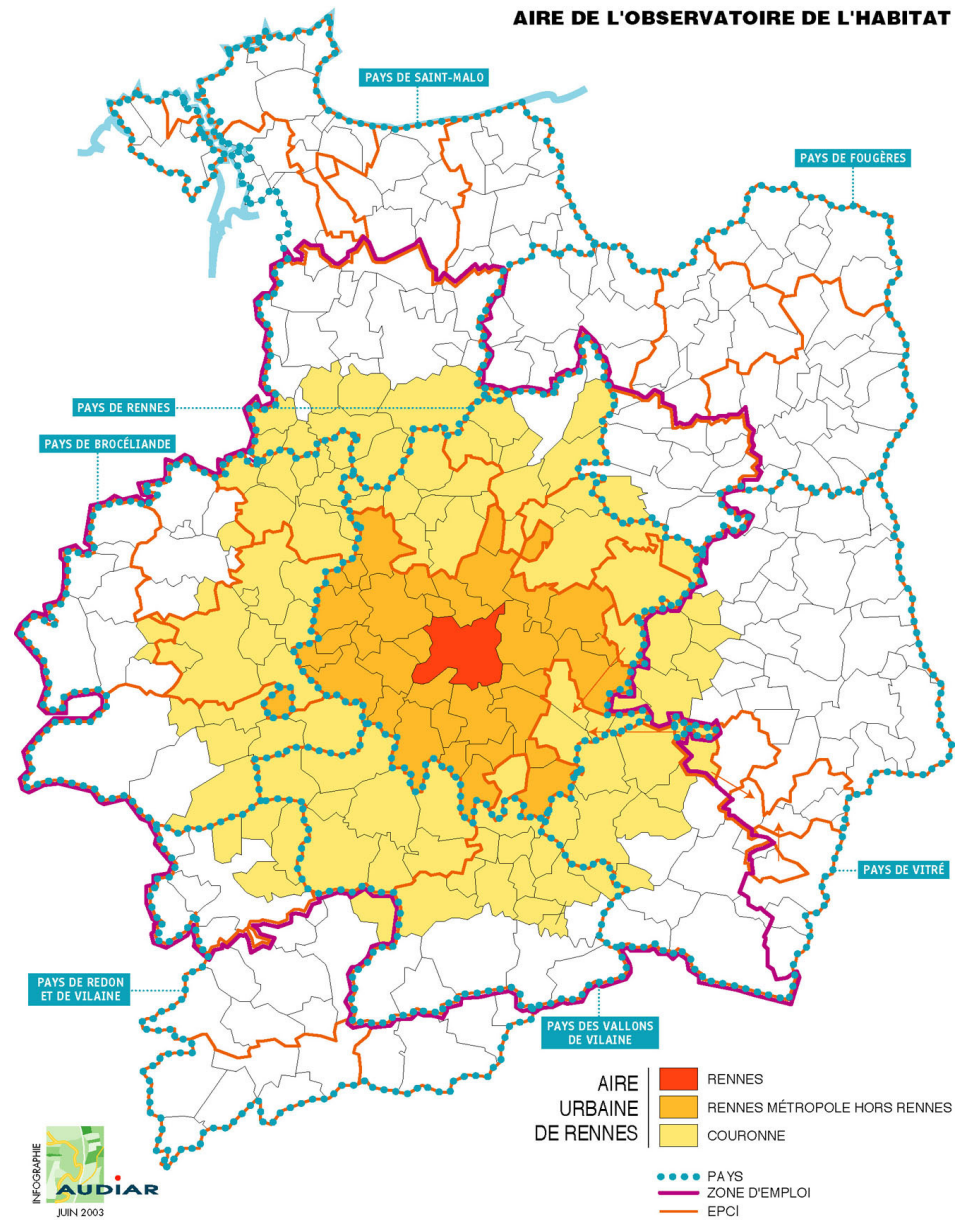 AIRE DE L'OBSERVATOIRE DE L'HABITAT
PAYS DE SAINT-MALO
PAYS DE FOUGÈRES
PAYS DE RENNES
PAYS DE BROCÉLIANDE
PAYS DE VITRÉ
PAYS DE REDON
ET DE VILAINE
PAYS DES VALLONS
DE VILAINE
AIRE
URBAINE
DE RENNES
RENNES
RENNES MÉTROPOLE HORS RENNES
COURONNE
PAYS
ZONE D'EMPLOI
EPCI
INFOGRAPHIE
AUDIAR
JUIN 2003